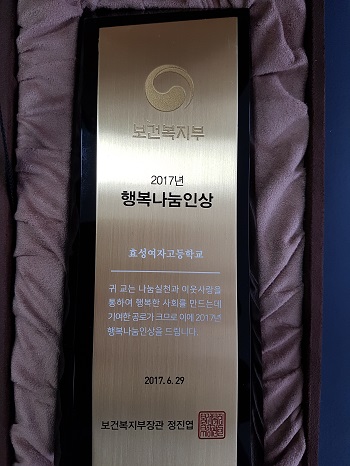 보건복지부
2017년
행복나눔인상
효성여자고등학교
귀 교는 나눔실천과 이웃사랑을
통하여 행복한 사회를 만드는데
기여한 공로가 크므로 이에 2017년
행복나눔인상을 드립니다.
2017. 6. 29
보건복지부장관 정진엽